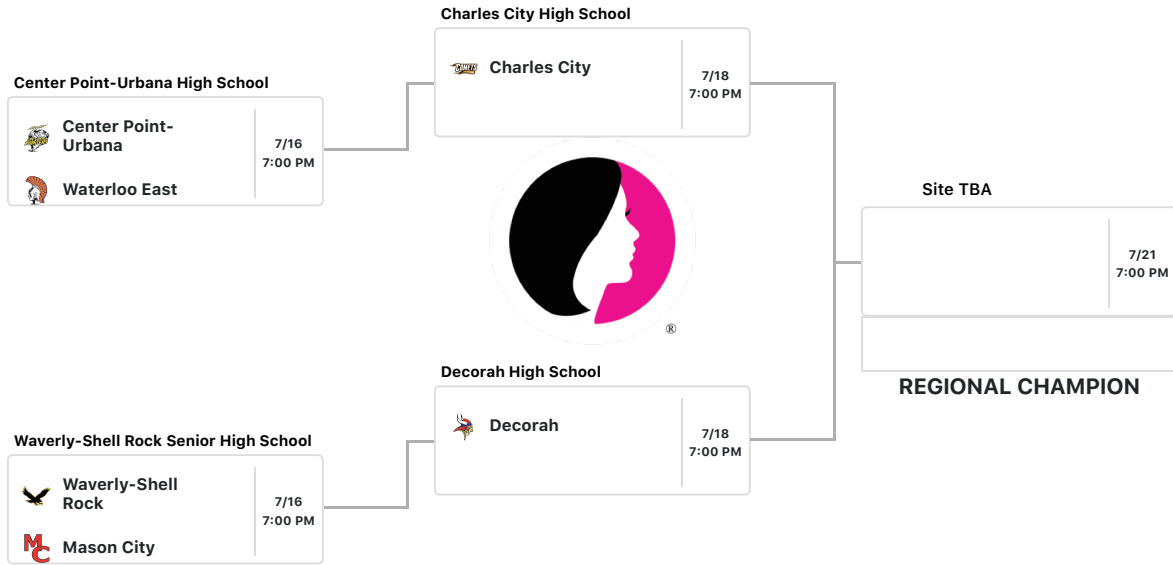 Charles City High School
Charles City
7/18
7:00 PM
Center Point-Urbana High School
Center Point-
Urbana
7/16
7:00 PM
Waterloo East
Site TBA
7/21
7:00 PM
REGIONAL CHAMPION
®
Decorah High School
Decorah
7/18
7:00 PM
Waverly-Shell Rock Senior High School
Waverly-Shell
Rock
7/16
7:00 PM
MC
Mason City